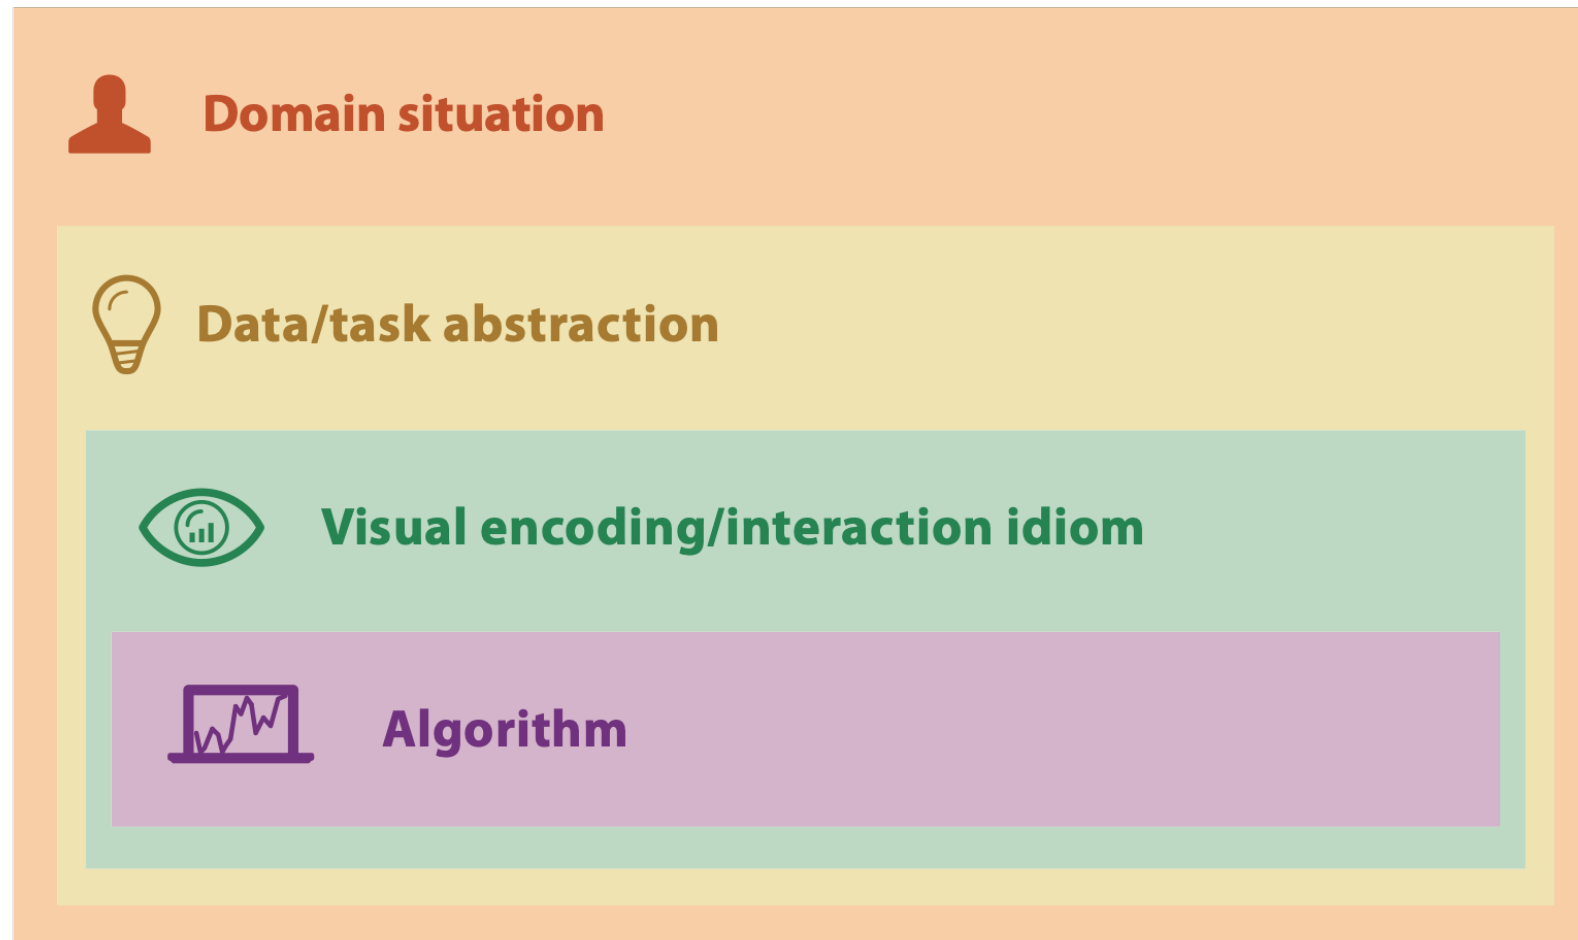 Domain situation
Data/task abstraction
Visual encoding/interaction idiom
Algorithm